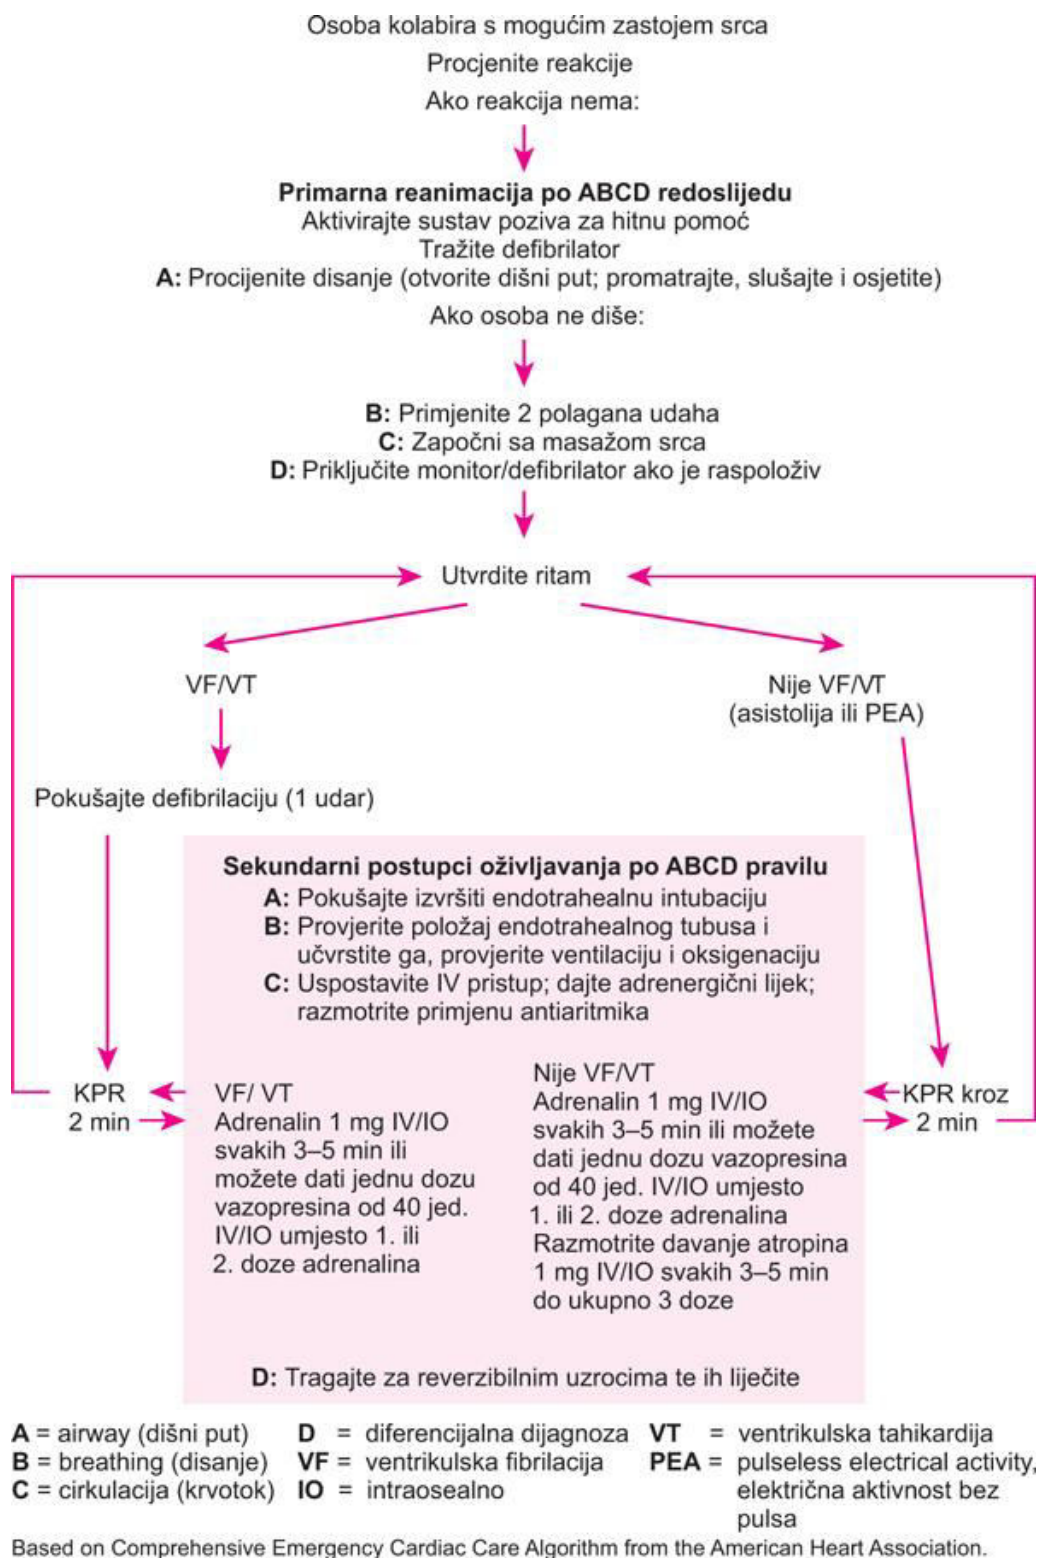 Osoba kolabira s mogućim zastojem srca
Procjenite reakcije
Ako reakcija nema:
Primarna reanimacija po ABCD redoslijedu
Aktivirajte sustav poziva za hitnu pomoć
Tražite defibrilator
A: Procijenite disanje (otvorite dišni put; promatrajte, slušajte i osjetite)
Ako osoba ne diše:
B: Primjenite 2 polagana udaha
C: Započni sa masažom srca
D: Priključite monitor/defibrilator ako je raspoloživ
Utvrdite ritam
VF/VT
Pokušajte defibrilaciju (1 udar)
Nije VF/VT
(asistolija ili PEA)
Sekundarni postupci oživljavanja po ABCD pravilu
A: Pokušajte izvršiti endotrahealnu intubaciju
B: Provjerite položaj endotrahealnog tubusa i
učvrstite ga, provjerite ventilaciju i oksigenaciju
C: Uspostavite IV pristup; dajte adrenergični lijek;
razmotrite primjenu antiaritmika
KPR
2 min
VF/ VT
Adrenalin 1 mg IV/IO
svakih 3–5 min ili
možete dati jednu dozu
vazopresina od 40 jed.
IV/IO umjesto 1. ili
2. doze adrenalina
Nije VF/VT
Adrenalin 1 mg IV/IO
svakih 3–5 min ili možete
dati jednu dozu vazopresina
od 40 jed. IV/IO umjesto
1. ili 2. doze adrenalina
Razmotrite davanje atropina
1 mg IV/IO svakih 3–5 min
do ukupno 3 doze
KPR kroz
2 min
D: Tragajte za reverzibilnim uzrocima te ih liječite
A = airway (dišni put)
B = breathing (disanje)
C = cirkulacija (krvotok)
D = diferencijalna dijagnoza
VF = ventrikulska fibrilacija
IO = intraosealno
VT = ventrikulska tahikardija
PEA = pulseless electrical activity,
električna aktivnost bez
pulsa
Based on Comprehensive Emergency Cardiac Care Algorithm from the American Heart Association.